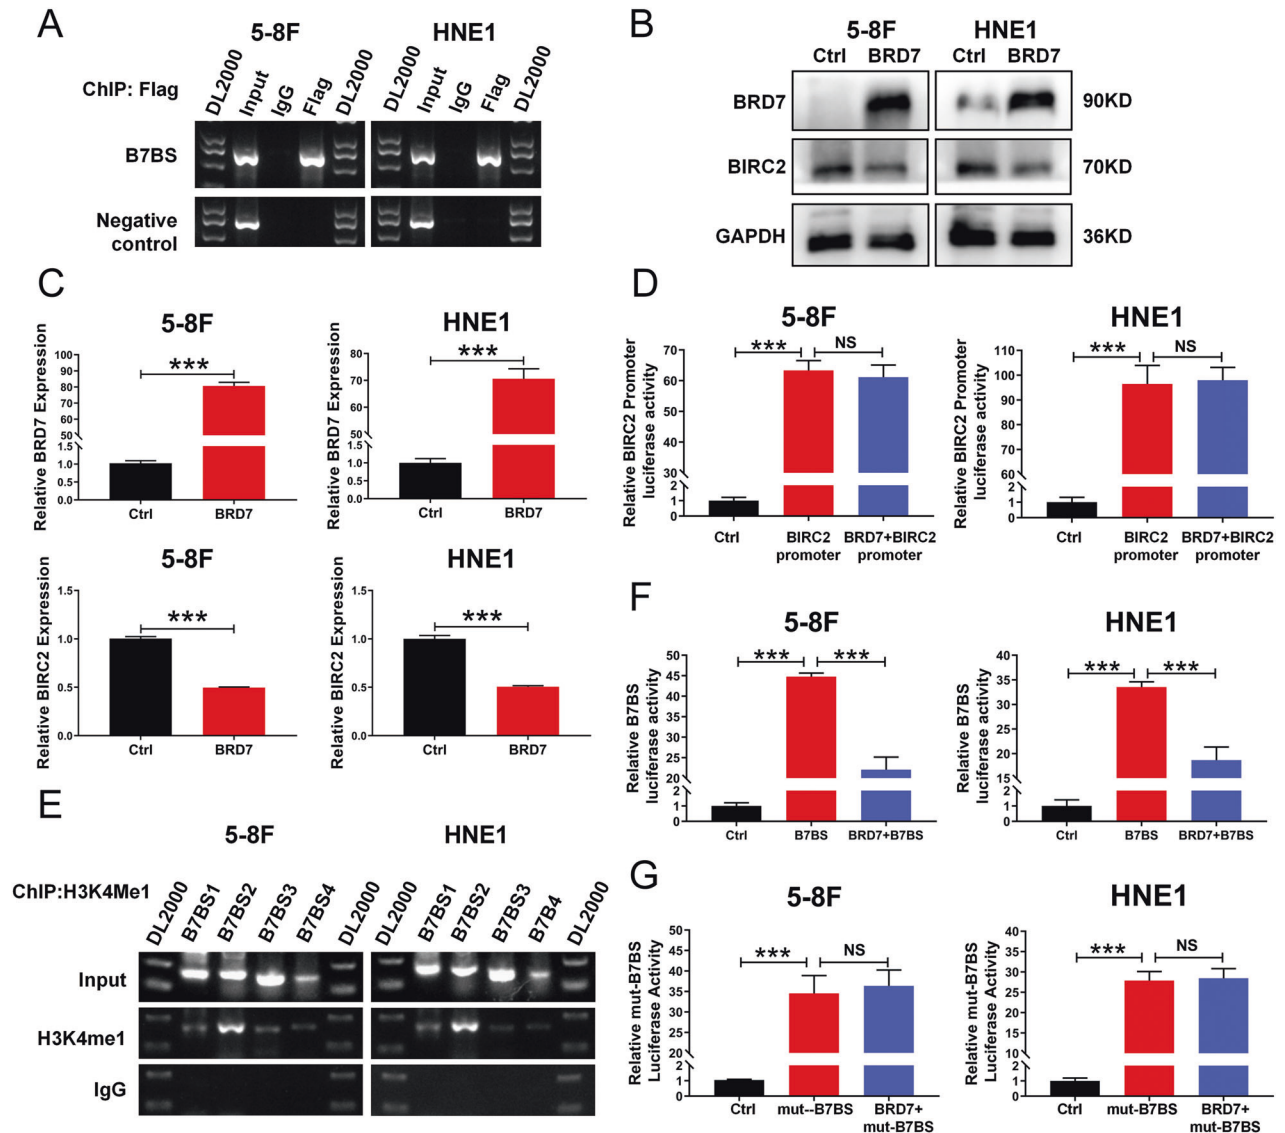 A
5-8F
HNE1
ChIP: Flag
DL2000
Input
IgG
Flag
DL2000
DL2000
Input
IgG
Flag
DL2000
B7BS
Negative
control
B
5-8F
HNE1
Ctrl
BRD7
Ctrl
BRD7
BRD7
90KD
BIRC2
70KD
GAPDH
36KD
C
5-8F
Relative BRD7 Expression
100
90
80
70
60
50
1.5
1.0
0.5
0.0
***
Ctrl
BRD7
HNE1
Relative BRD7 Expression
80
70
60
50
1.5
1.0
0.5
0.0
***
Ctrl
BRD7
5-8F
Relative BIRC2 Expression
1.5
1.0
0.5
0.0
***
Ctrl
BRD7
HNE1
Relative BIRC2 Expression
1.5
1.0
0.5
0.0
***
Ctrl
BRD7
D
5-8F
Relative BIRC2 Promoter
luciferase activity
70
60
50
40
30
2
1
0
***
NS
Ctrl
BIRC2
promoter
BRD7+BIRC2
promoter
HNE1
Relative BIRC2 Promoter
luciferase activity
110
100
90
80
70
60
2
1
0
***
NS
Ctrl
BIRC2
promoter
BRD7+BIRC2
promoter
E
5-8F
HNE1
ChIP:H3K4Me1
DL2000
B7BS1
B7BS2
B7BS3
B7BS4
DL2000
DL2000
B7BS1
B7BS2
B7BS3
B7B4
DL2000
Input
H3K4me1
IgG
F
5-8F
Relative B7BS
luciferase activity
50
45
40
35
30
25
20
2
1
0
***
***
Ctrl
B7BS
BRD7+B7BS
HNE1
Relative B7BS
luciferase activity
40
35
30
25
20
15
2
1
0
***
***
Ctrl
B7BS
BRD7+B7BS
G
5-8F
Relative mut-B7BS
Luciferase Activity
50
45
40
35
30
25
20
2
1
0
***
NS
Ctrl
mut--B7BS
BRD7+
mut-B7BS
HNE1
Relative mut-B7BS
Luciferase Activity
40
35
30
25
20
15
10
2
1
0
***
NS
Ctrl
mut-B7BS
BRD7+
mut-B7BS